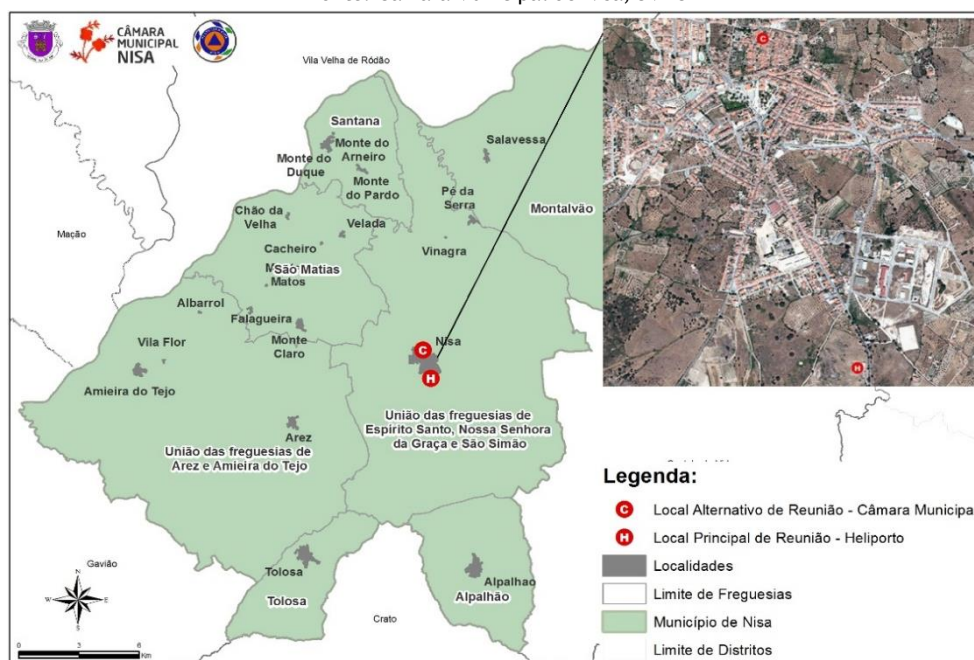 CÂMARA
MUNICIPAL
NISA
Vila Velha de Ródão
Santana
Monte do
Arneiro
Monte do
Duque
Monte
do Pardo
Salavessa
Pé da
Serra
Montalvão
Chão da
Velha
Velada
Vinagra
Mação
Cacheiro
São Matias
Matos
Albarrol
Falagueira
Monte
Claro
Vila Flor
Nisa
C
H
Amieira do Tejo
Arez
União das freguesias de
Arez e Amieira do Tejo
União das freguesias de
Espírito Santo, Nossa Senhora
da Graça e São Simão
Gavião
Tolosa
Tolosa
Alpalhao
Alpalhão
Crato
N
W
E
S
0
3
6
Km
C
H
Legenda:
C Local Alternativo de Reunião - Câmara Municipa
H Local Principal de Reunião - Heliporto
Localidades
Limite de Freguesias
Município de Nisa
Limite de Distritos